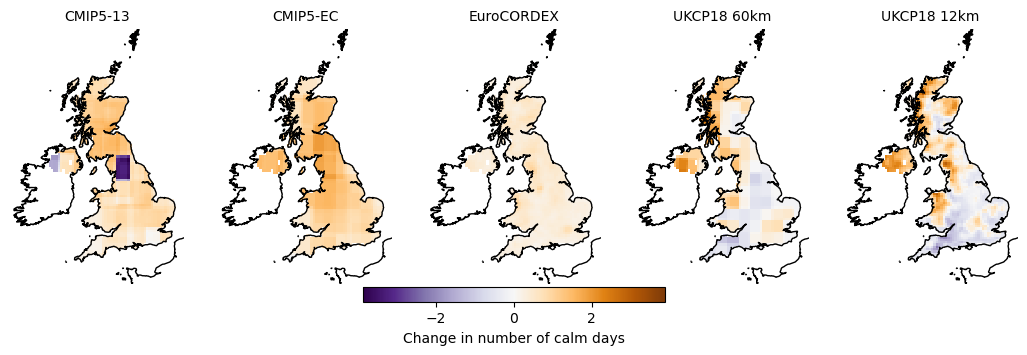 CMIP5-13 CMIP5-EC EuroCORDEX UKCP18 60km UKCP18 12km
−2 0 2
Change in number of calm days